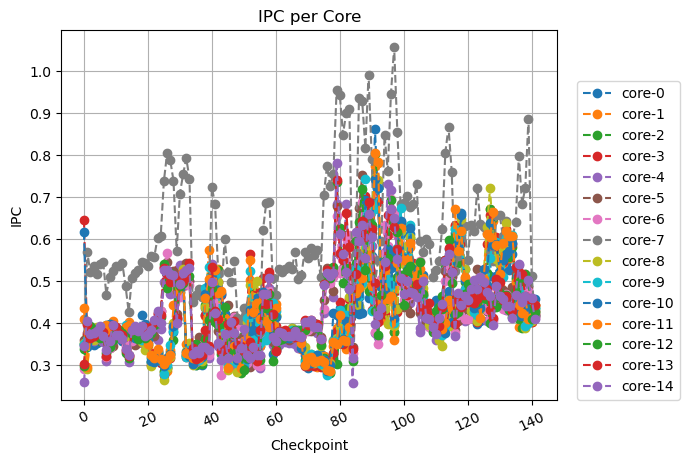 IPC per Core
IPC
1.0
0.9
0.8
0.7
0.6
0.5
0.4
0.3
0
20
40
60
80
100
120
140
Checkpoint
core-0
core-1
core-2
core-3
core-4
core-5
core-6
core-7
core-8
core-9
core-10
core-11
core-12
core-13
core-14